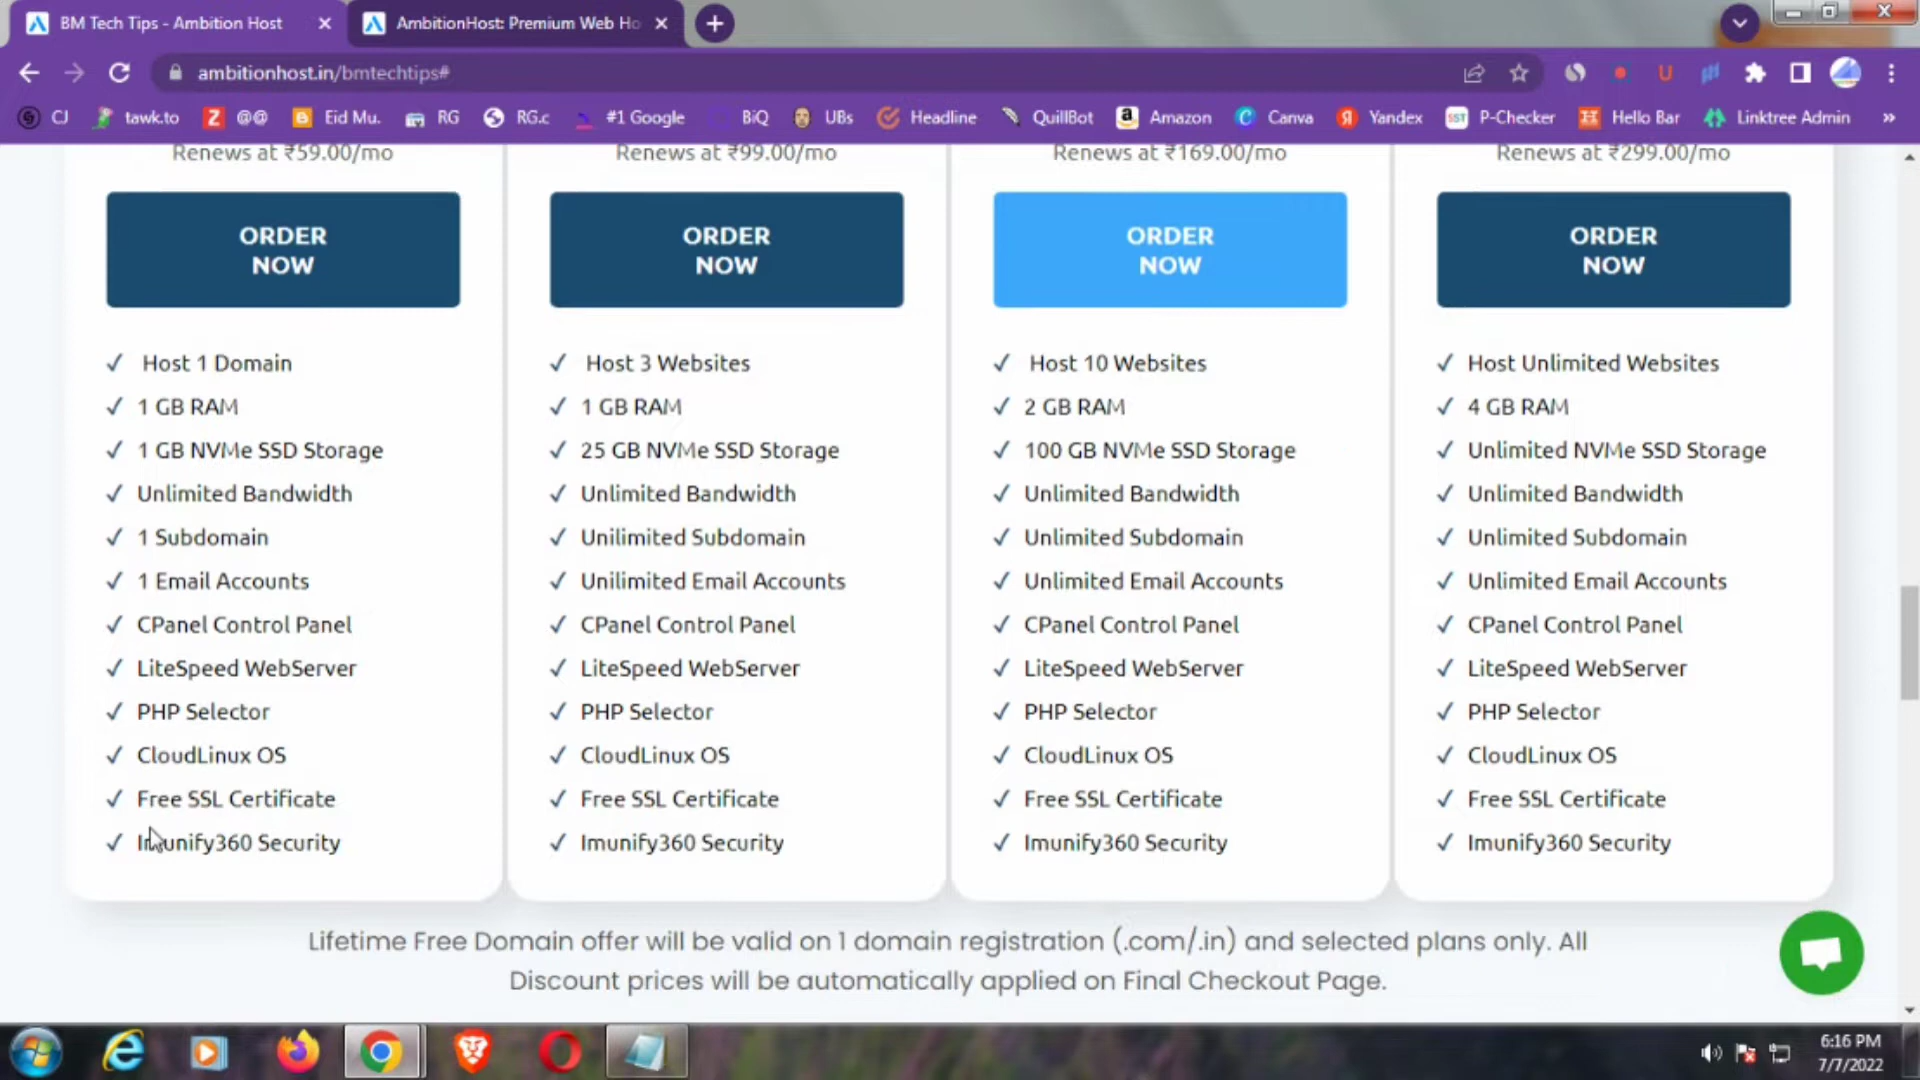 BM Tech Tips - Ambition Host
AmbitionHost: Premium Web Ho
ambitionhost.in/bmtechtips#
CJ
tawk.to
@@
Eid Mu.
RG
RG.c
#1 Google
BiQ
UBs
Headline
QuillBot
Amazon
Canva
Yandex
P-Checker
Hello Bar
Linktree Admin
»
Renews at ₹59.00/mo
ORDER
NOW
Host 1 Domain
1 GB RAM
1 GB NVMe SSD Storage
Unlimited Bandwidth
1 Subdomain
1 Email Accounts
CPanel Control Panel
LiteSpeed WebServer
PHP Selector
CloudLinux OS
Free SSL Certificate
Imunify360 Security
Renews at ₹99.00/mo
ORDER
NOW
Host 3 Websites
1 GB RAM
25 GB NVMe SSD Storage
Unlimited Bandwidth
Unilimited Subdomain
Unilimited Email Accounts
CPanel Control Panel
LiteSpeed WebServer
PHP Selector
CloudLinux OS
Free SSL Certificate
Imunify360 Security
Renews at ₹169.00/mo
ORDER
NOW
Host 10 Websites
2 GB RAM
100 GB NVMe SSD Storage
Unlimited Bandwidth
Unlimited Subdomain
Unlimited Email Accounts
CPanel Control Panel
LiteSpeed WebServer
PHP Selector
CloudLinux OS
Free SSL Certificate
Imunify360 Security
Renews at ₹299.00/mo
ORDER
NOW
Host Unlimited Websites
4 GB RAM
Unlimited NVMe SSD Storage
Unlimited Bandwidth
Unlimited Subdomain
Unlimited Email Accounts
CPanel Control Panel
LiteSpeed WebServer
PHP Selector
CloudLinux OS
Free SSL Certificate
Imunify360 Security
Lifetime Free Domain offer will be valid on 1 domain registration (.com/.in) and selected plans only. All
Discount prices will be automatically applied on Final Checkout Page.
6:16 PM
7/7/2022